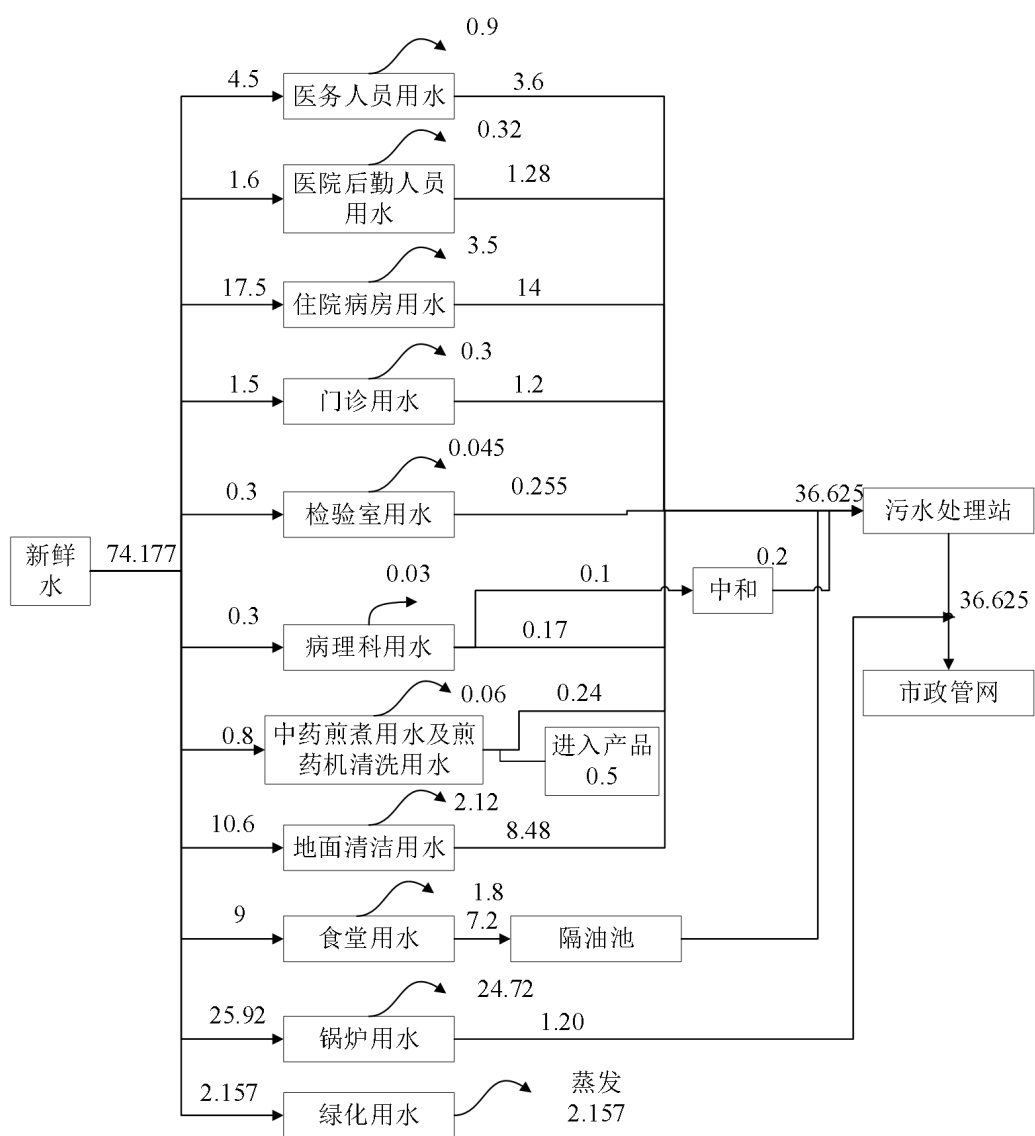 0.9
4.5
医务人员用水
3.6
0.32
1.6
医院后勤人员
用水
1.28
3.5
17.5
住院病房用水
14
0.3
1.5
门诊用水
1.2
0.045
0.3
检验室用水
0.255
36.625
污水处理站
新鲜
水
74.177
0.03
0.1
中和
0.2
36.625
0.3
病理科用水
0.17
市政管网
0.06
0.24
0.8
中药煎煮用水及煎
药机清洗用水
进入产品
0.5
2.12
10.6
地面清洁用水
8.48
1.8
9
食堂用水
7.2
隔油池
24.72
25.92
锅炉用水
1.20
2.157
绿化用水
蒸发
2.157